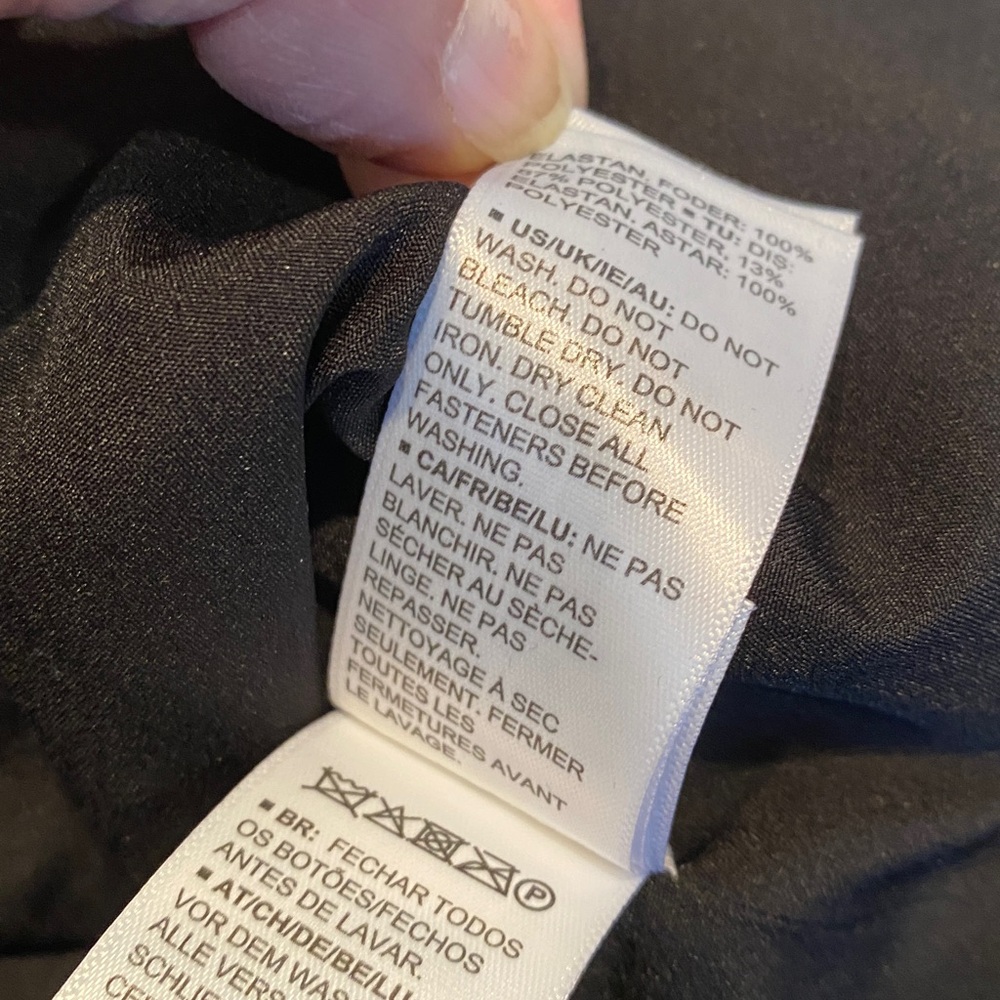 ELASTAN, FODER: 100%
POLYESTER ■ TU: DIS:
87% POLYESTER, 13%
ELASTAN, ASTAR: 100%
POLYESTER
■ US/UK/IE/AU: DO NOT
WASH. DO NOT
BLEACH. DO NOT
TUMBLE DRY. DO NOT
IRON. DRY CLEAN
ONLY. CLOSE ALL
FASTENERS BEFORE
WASHING.
■ CA/FR/BE/LU: NE PAS
LAVER. NE PAS
BLANCHIR. NE PAS
SÉCHER AU SÈCHE-
LINGE. NE PAS
REPASSER.
NETTOYAGE À SEC
SEULEMENT. FERMER
TOUTES LES
FERMETURES AVANT
LE LAVAGE.
P
■ BR: FECHAR TODOS
OS BOTÕES/FECHOS
ANTES DE LAVAR.
■ AT/CH/DE/BE/LU
VOR DEM WAS
ALLE VERS
SCHLIE